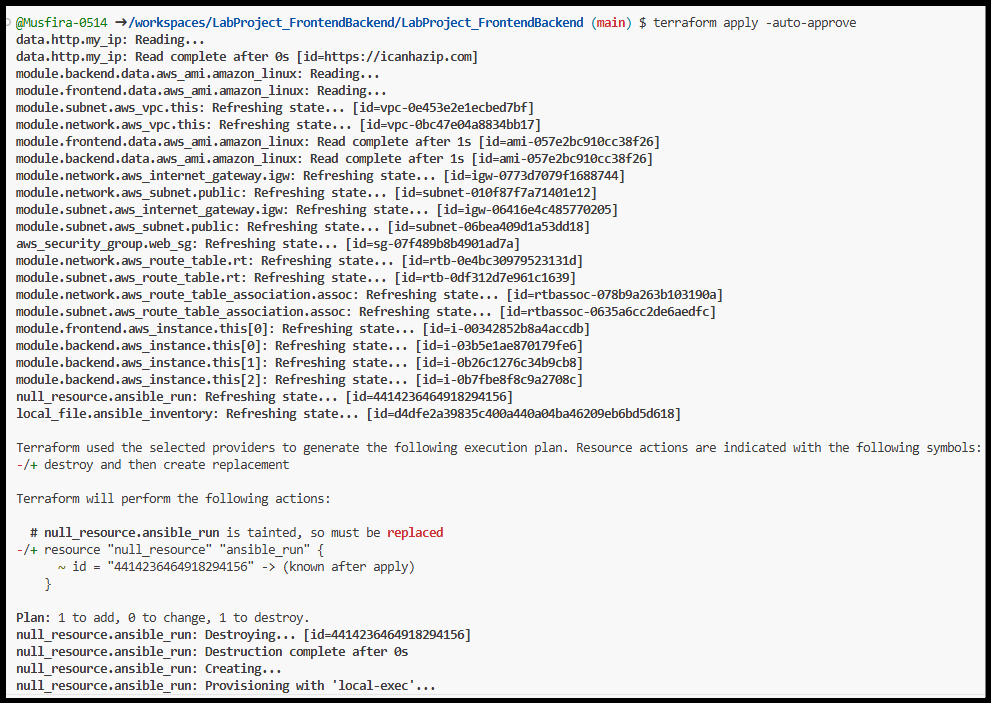 @Musfira-0514 ➜/workspaces/LabProject_FrontendBackend/LabProject_FrontendBackend (main) $ terraform apply -auto-approve
data.http.my_ip: Reading...
data.http.my_ip: Read complete after 0s [id=https://icanhazip.com]
module.backend.data.aws_ami.amazon_linux: Reading...
module.frontend.data.aws_ami.amazon_linux: Reading...
module.subnet.aws_vpc.this: Refreshing state... [id=vpc-0e453e2e1ecbed7bf]
module.network.aws_vpc.this: Refreshing state... [id=vpc-0bc47e04a8834bb17]
module.frontend.data.aws_ami.amazon_linux: Read complete after 1s [id=ami-057e2bc910cc38f26]
module.backend.data.aws_ami.amazon_linux: Read complete after 1s [id=ami-057e2bc910cc38f26]
module.network.aws_internet_gateway.igw: Refreshing state... [id=igw-0773d7079f1688744]
module.network.aws_subnet.public: Refreshing state... [id=subnet-010f87f7a71401e12]
module.subnet.aws_internet_gateway.igw: Refreshing state... [id=igw-06416e4c485770205]
module.subnet.aws_subnet.public: Refreshing state... [id=subnet-06bea409d1a53dd18]
aws_security_group.web_sg: Refreshing state... [id=sg-07f489b8b4901ad7a]
module.network.aws_route_table.rt: Refreshing state... [id=rtb-0e4bc30979523131d]
module.subnet.aws_route_table.rt: Refreshing state... [id=rtb-0df312d7e961c1639]
module.network.aws_route_table_association.assoc: Refreshing state... [id=rtbassoc-078b9a263b103190a]
module.subnet.aws_route_table_association.assoc: Refreshing state... [id=rtbassoc-0635a6cc2de6aedfc]
module.frontend.aws_instance.this[0]: Refreshing state... [id=i-00342852b8a4accdb]
module.backend.aws_instance.this[0]: Refreshing state... [id=i-03b5e1ae870179fe6]
module.backend.aws_instance.this[1]: Refreshing state... [id=i-0b26c1276c34b9cb8]
module.backend.aws_instance.this[2]: Refreshing state... [id=i-0b7fbe8f8c9a2708c]
null_resource.ansible_run: Refreshing state... [id=4414236464918294156]
local_file.ansible_inventory: Refreshing state... [id=d4dfe2a39835c400a440a04ba46209eb6bd5d618]
Terraform used the selected providers to generate the following execution plan. Resource actions are indicated with the following symbols:
-/+ destroy and then create replacement
Terraform will perform the following actions:
# null_resource.ansible_run is tainted, so must be replaced
-/+ resource "null_resource" "ansible_run" {
~ id = "4414236464918294156" -> (known after apply)
}
Plan: 1 to add, 0 to change, 1 to destroy.
null_resource.ansible_run: Destroying... [id=4414236464918294156]
null_resource.ansible_run: Destruction complete after 0s
null_resource.ansible_run: Creating...
null_resource.ansible_run: Provisioning with 'local-exec'...